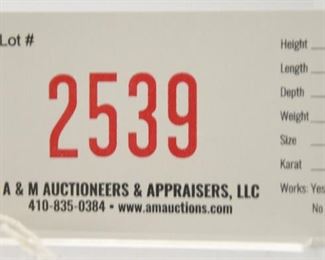 Lot #
2539
A & M AUCTIONEERS & APPRAISERS, LLC
410-835-0384 • www.amauctions.com
Height
Length
Depth
Weight
Size
Karat
Works: Yes
No